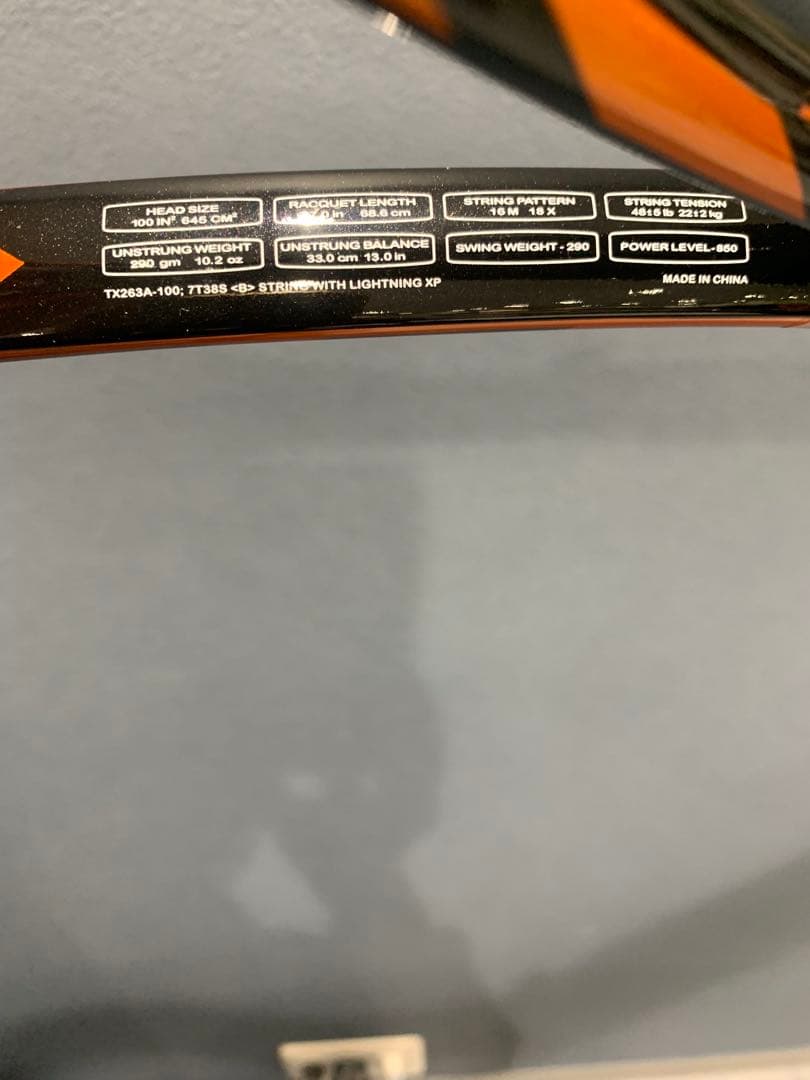 HEAD SIZE
100 IN² 645 CM²
RACQUET LENGTH
.0 in 68.6 cm
STRING PATTERN
16 M 18 X
STRING TENSION
48±5 lb 22±2 kg
UNSTRUNG WEIGHT
290 gm 10.2 oz
UNSTRUNG BALANCE
33.0 cm 13.0 in
SWING WEIGHT - 290
POWER LEVEL - 850
TX263A-100; 7T38S <B> STRING WITH LIGHTNING XP
MADE IN CHINA